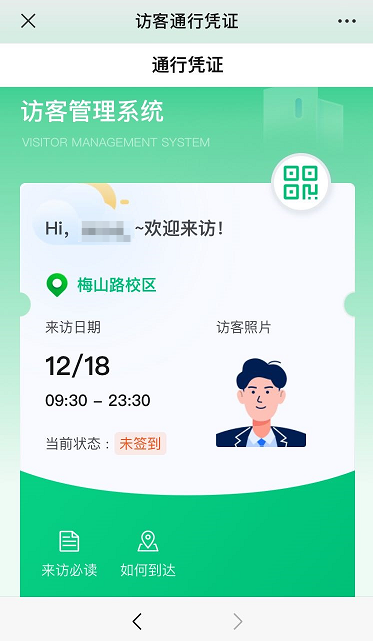 访客通行凭证
通行凭证
访客管理系统
VISITOR MANAGEMENT SYSTEM
Hi, ~欢迎来访!
梅山路校区
来访日期
访客照片
12/18
09:30 - 23:30
当前状态：未签到
来访必读
如何到达